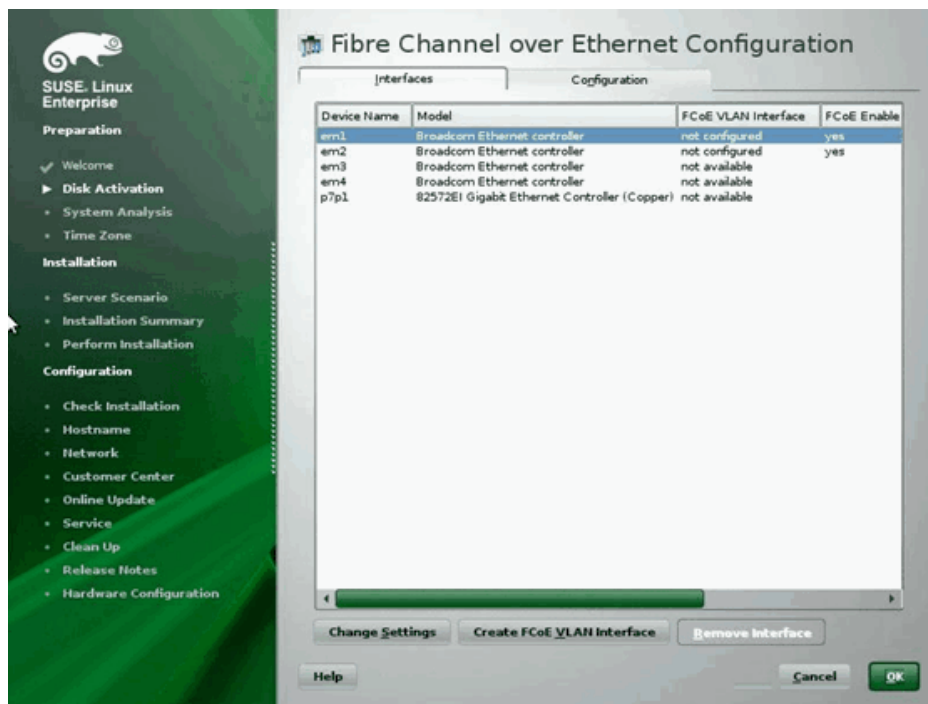 SUSE. Linux
Enterprise
Preparation
Welcome
Disk Activation
System Analysis
Time Zone
Installation
Server Scenario
Installation Summary
Perform Installation
Configuration
Check Installation
Hostname
Network
Customer Center
Online Update
Service
Clean Up
Release Notes
Hardware Configuration
Fibre Channel over Ethernet Configuration
Interfaces Configuration
Device Name Model FCoE VLAN Interface FCoE Enable
em1 Broadcom Ethernet controller not configured yes
em2 Broadcom Ethernet controller not configured yes
em3 Broadcom Ethernet controller not available
em4 Broadcom Ethernet controller not available
p7p1 82572EI Gigabit Ethernet Controller (Copper) not available
Change Settings Create FCoE VLAN Interface Remove Interface
Help Cancel OK